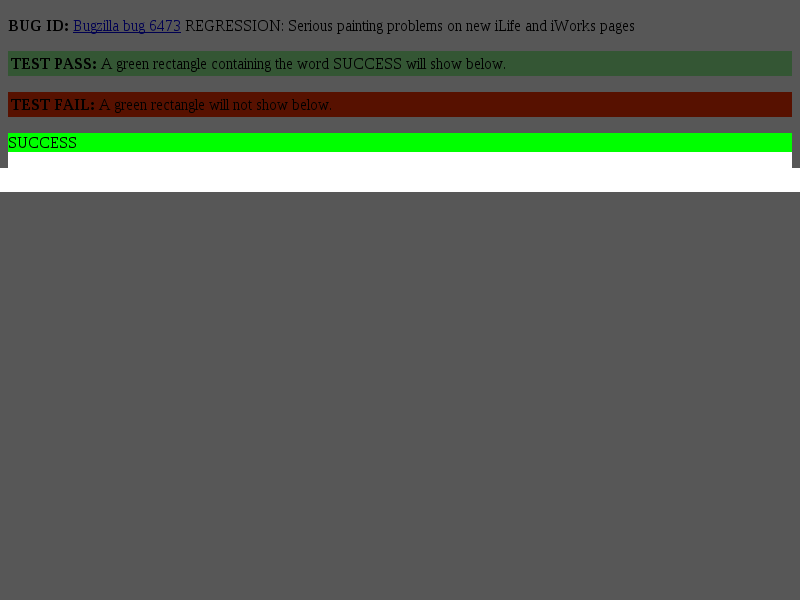 BUG ID: Bugzilla bug 6473 REGRESSION: Serious painting problems on new iLife and iWorks pages
TEST PASS: A green rectangle containing the word SUCCESS will show below.
TEST FAIL: A green rectangle will not show below.
SUCCESS